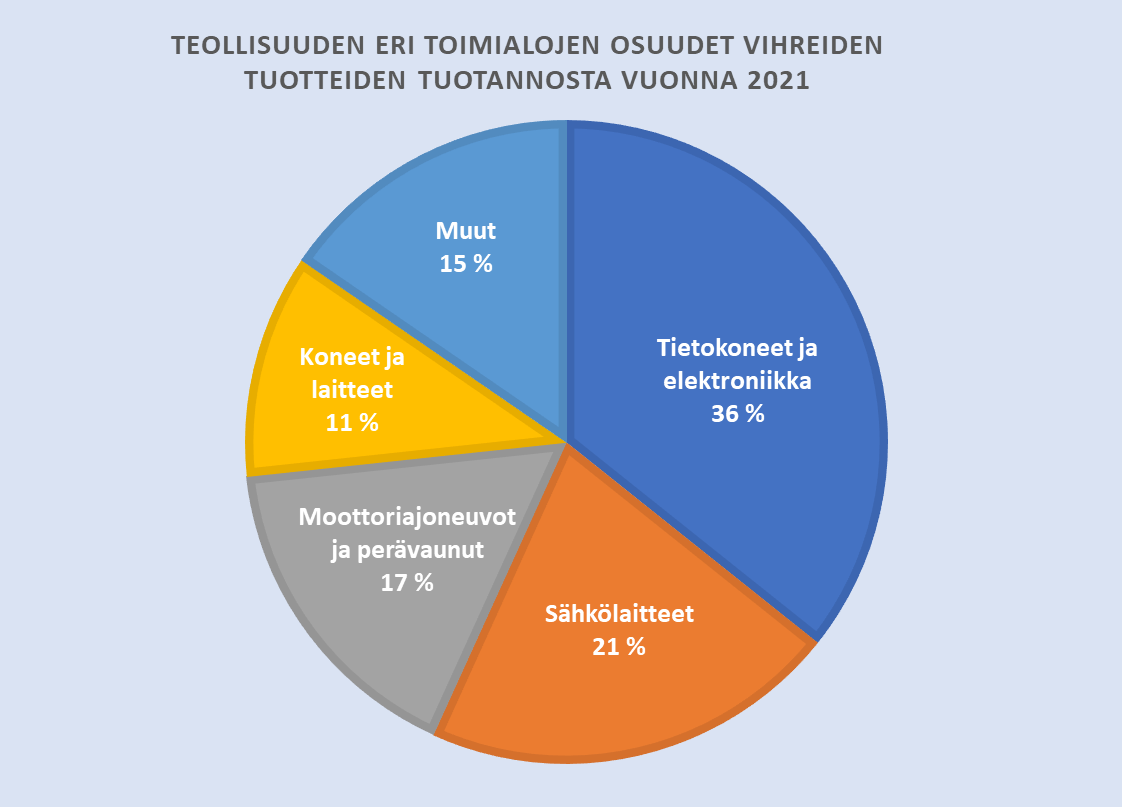 TEOLLISUUDEN ERI TOIMIALOJEN OSUUDET VIHREIDEN
TUOTTEIDEN TUOTANNOSTA VUONNA 2021
Muut
15 %
Tietokoneet ja
elektroniikka
36 %
Koneet ja
laitteet
11 %
Moottoriajoneuvot
ja perävaunut
17 %
Sähkölaitteet
21 %